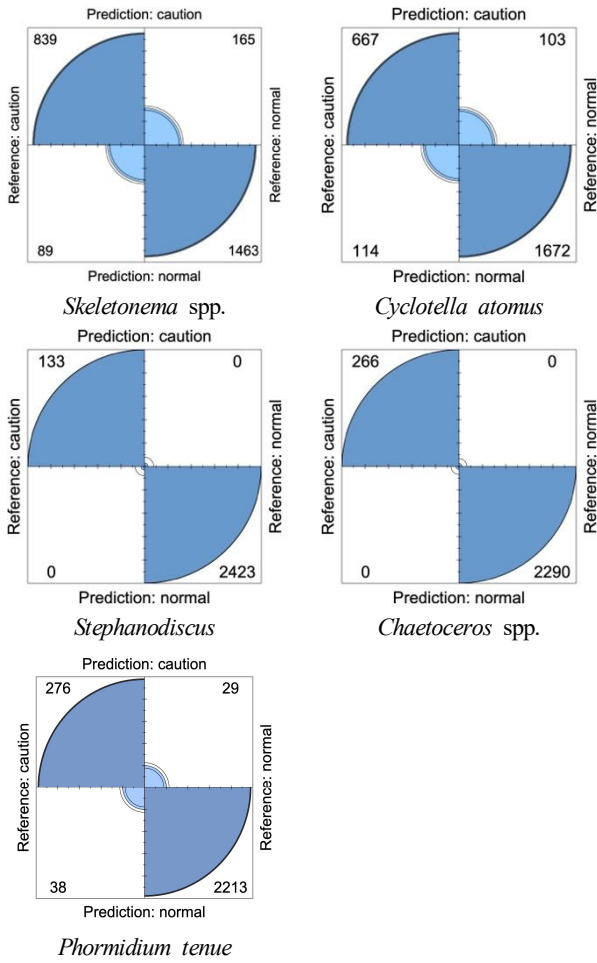 Prediction: caution
839 165
Reference: caution
Reference: normal
89 1463
Prediction: normal
Skeletonema spp.
Prediction: caution
667 103
Reference: caution
Reference: normal
114 1672
Prediction: normal
Cyclotella atomus
Prediction: caution
133 0
Reference: caution
Reference: normal
0 2423
Prediction: normal
Stephanodiscus
Prediction: caution
266 0
Reference: caution
Reference: normal
0 2290
Prediction: normal
Chaetoceros spp.
Prediction: caution
276 29
Reference: caution
Reference: normal
38 2213
Prediction: normal
Phormidium tenue